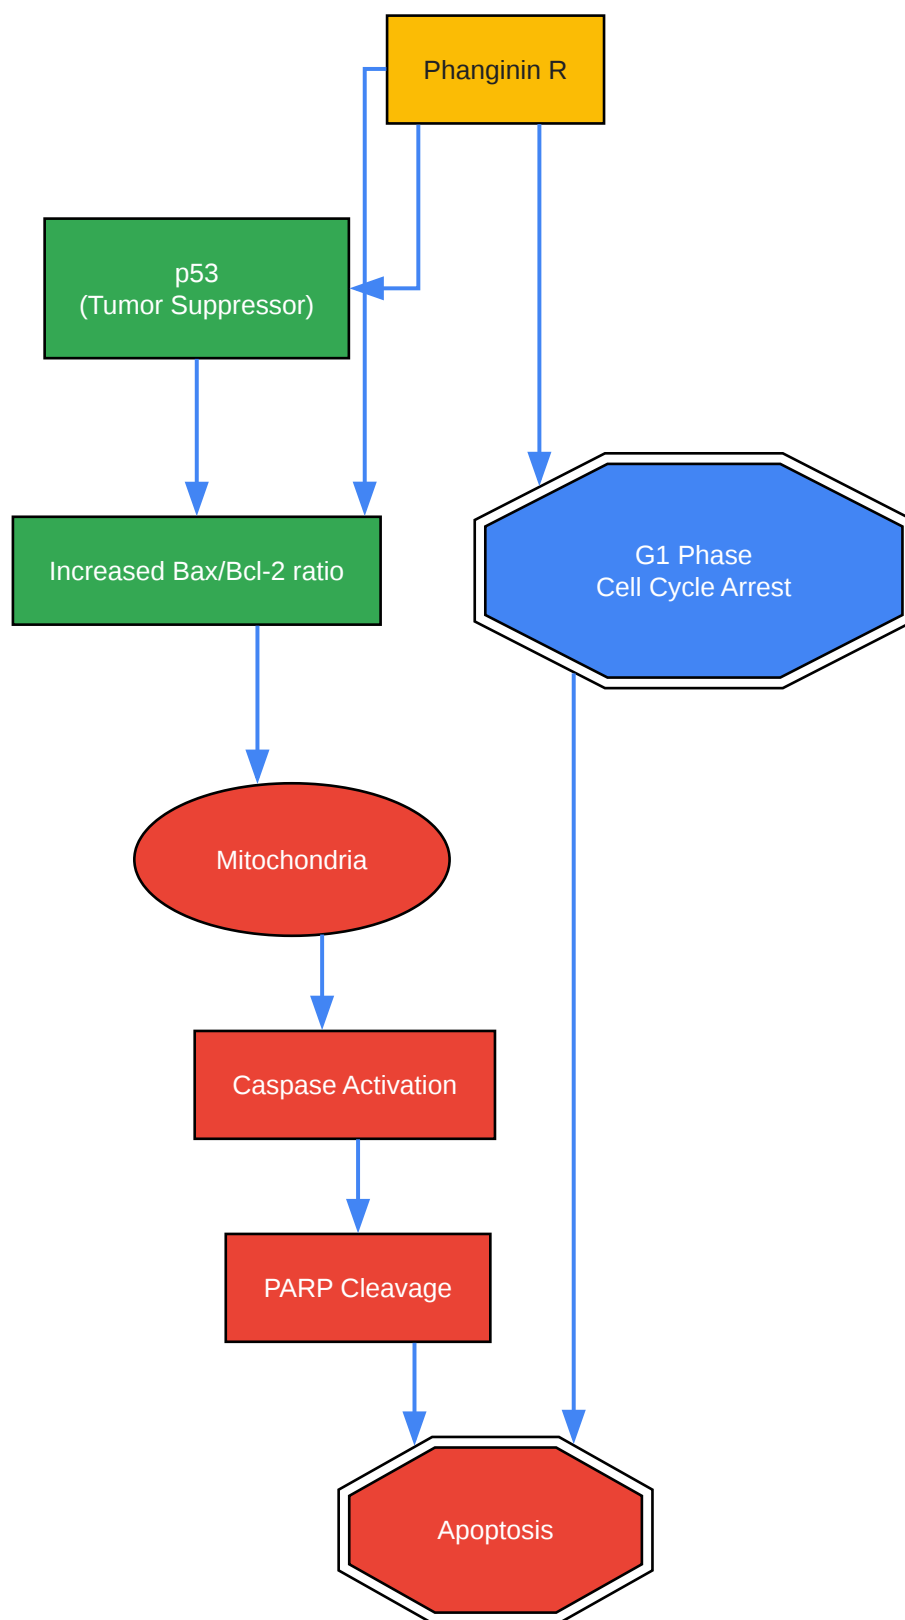 Phanginin R
p53
(Tumor Suppressor)
Increased Bax/Bcl-2 ratio
G1 Phase
Cell Cycle Arrest
Mitochondria
Caspase Activation
PARP Cleavage
Apoptosis